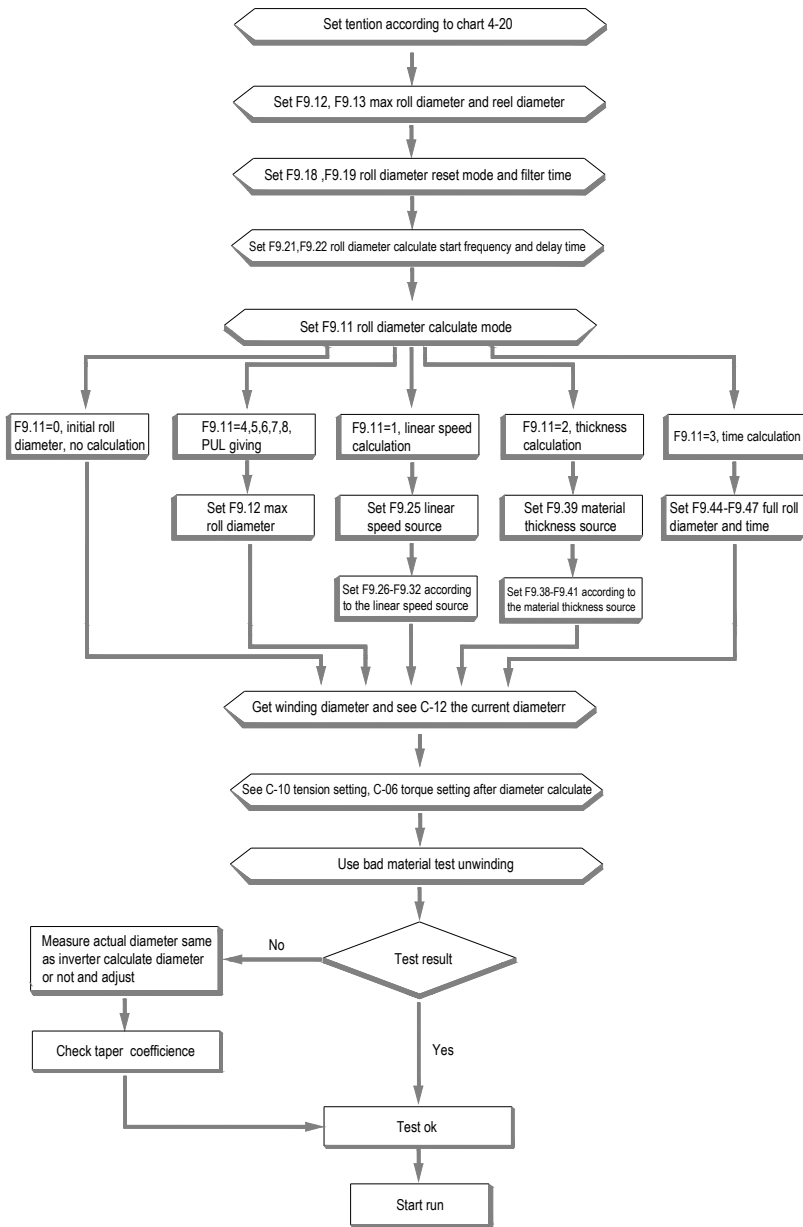 Set tention according to chart 4-20
Set F9.12, F9.13 max roll diameter and reel diameter
Set F9.18 ,F9.19 roll diameter reset mode and filter time
Set F9.21,F9.22 roll diameter calculate start frequency and delay time
Set F9.11 roll diameter calculate mode
F9.11=0, initial roll
diameter, no calculation
F9.11=4,5,6,7,8,
PUL giving
F9.11=1, linear speed
calculation
F9.11=2, thickness
calculation
F9.11=3, time calculation
Set F9.12 max
roll diameter
Set F9.25 linear
speed source
Set F9.39 material
thickness source
Set F9.44-F9.47 full roll
diameter and time
Set F9.26-F9.32 according
to the linear speed source
Set F9.38-F9.41 according to
the material thickness source
Get winding diameter and see C-12 the current diameterr
See C-10 tension setting, C-06 torque setting after diameter calculate
Use bad material test unwinding
Measure actual diameter same
as inverter calculate diameter
or not and adjust
No
Test result
Check taper coefficience
Yes
Test ok
Start run